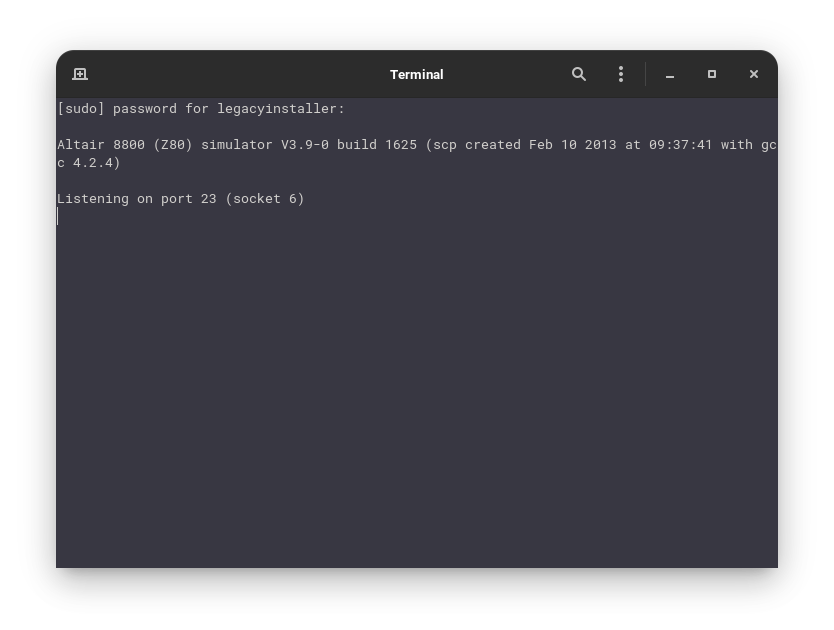 Terminal
[sudo] password for legacyinstaller:
Altair 8800 (Z80) simulator V3.9-0 build 1625 (scp created Feb 10 2013 at 09:37:41 with gc
c 4.2.4)
Listening on port 23 (socket 6)